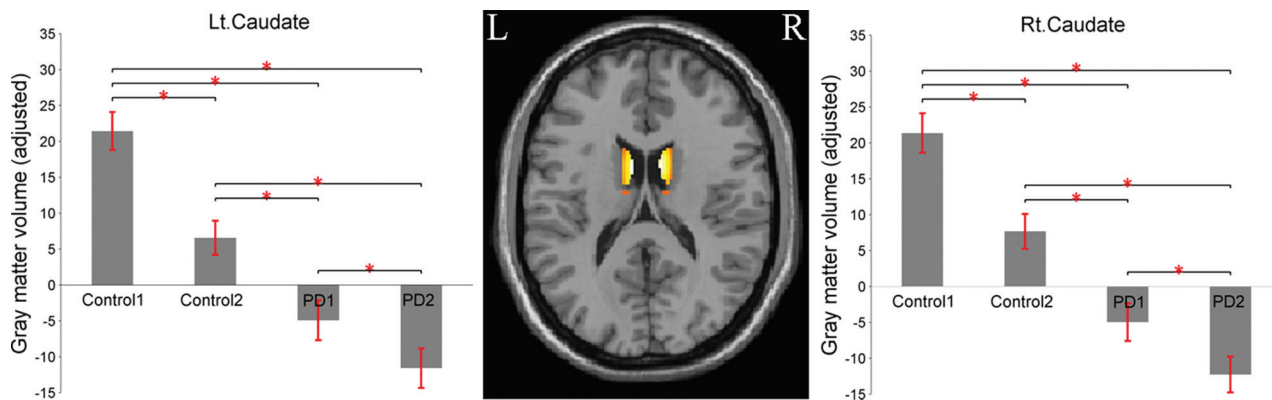 Lt.Caudate
Gray matter volume (adjusted)
35
30
25
20
15
10
5
0
-5
-10
-15
Control1 Control2 PD1 PD2
* * * * * *
L R
Rt.Caudate
Gray matter volume (adjusted)
35
30
25
20
15
10
5
0
-5
-10
-15
Control1 Control2 PD1 PD2
* * * * * *